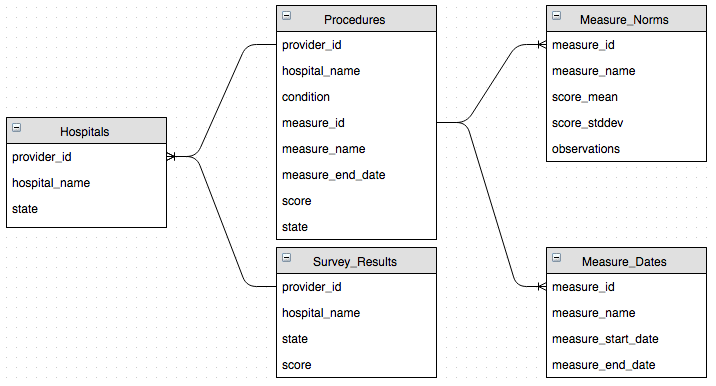 Procedures
provider_id
hospital_name
condition
measure_id
measure_name
measure_end_date
score
state
Measure_Norms
measure_id
measure_name
score_mean
score_stddev
observations
Hospitals
provider_id
hospital_name
state
Survey_Results
provider_id
hospital_name
state
score
Measure_Dates
measure_id
measure_name
measure_start_date
measure_end_date